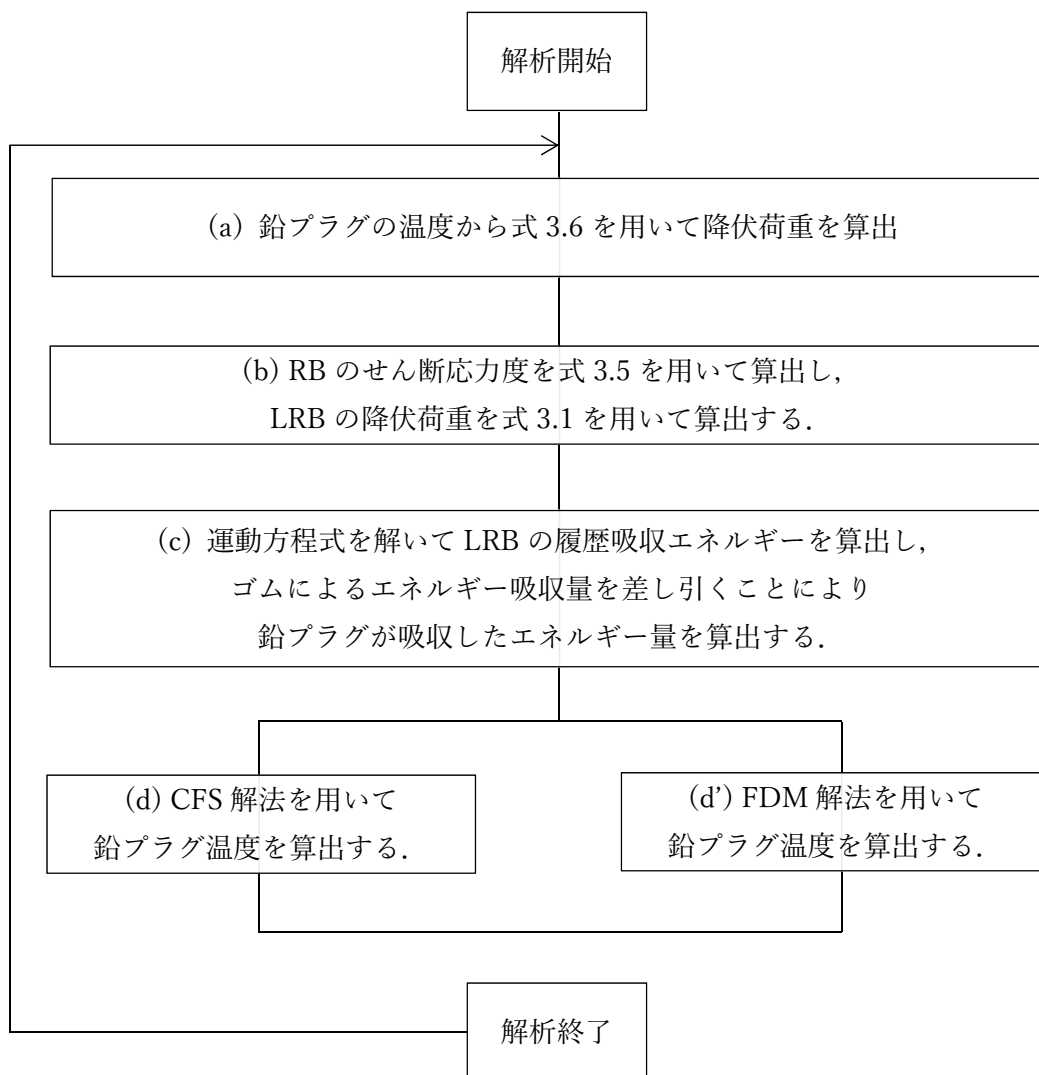 解析開始
(a) 鉛プラグの温度から式 3.6 を用いて降伏荷重を算出
(b) RB のせん断応力度を式 3.5 を用いて算出し,
LRB の降伏荷重を式 3.1 を用いて算出する.
(c) 運動方程式を解いて LRB の履歴吸収エネルギーを算出し,
ゴムによるエネルギー吸収量を差し引くことにより
鉛プラグが吸収したエネルギー量を算出する.
(d) CFS 解法を用いて
鉛プラグ温度を算出する.
(d’) FDM 解法を用いて
鉛プラグ温度を算出する.
解析終了